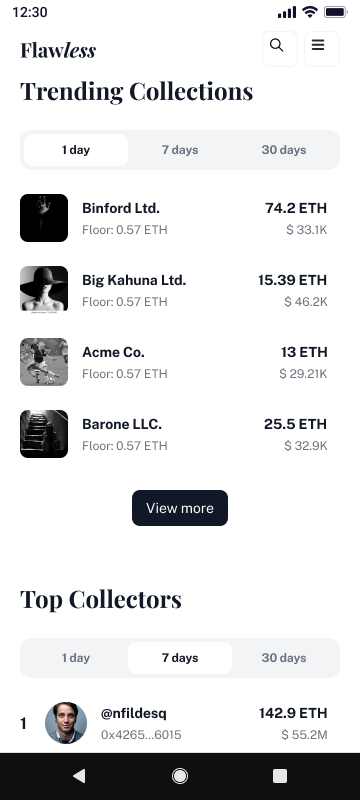 12:30
Flawless
Trending Collections
1 day 7 days 30 days
Binford Ltd. 74.2 ETH
Floor: 0.57 ETH $ 33.1K
Big Kahuna Ltd. 15.39 ETH
Floor: 0.57 ETH $ 46.2K
Acme Co. 13 ETH
Floor: 0.57 ETH $ 29.21K
Barone LLC. 25.5 ETH
Floor: 0.57 ETH $ 32.9K
View more
Top Collectors
1 day 7 days 30 days
1 @nfildesq 142.9 ETH
0x4265...6015 $ 55.2M